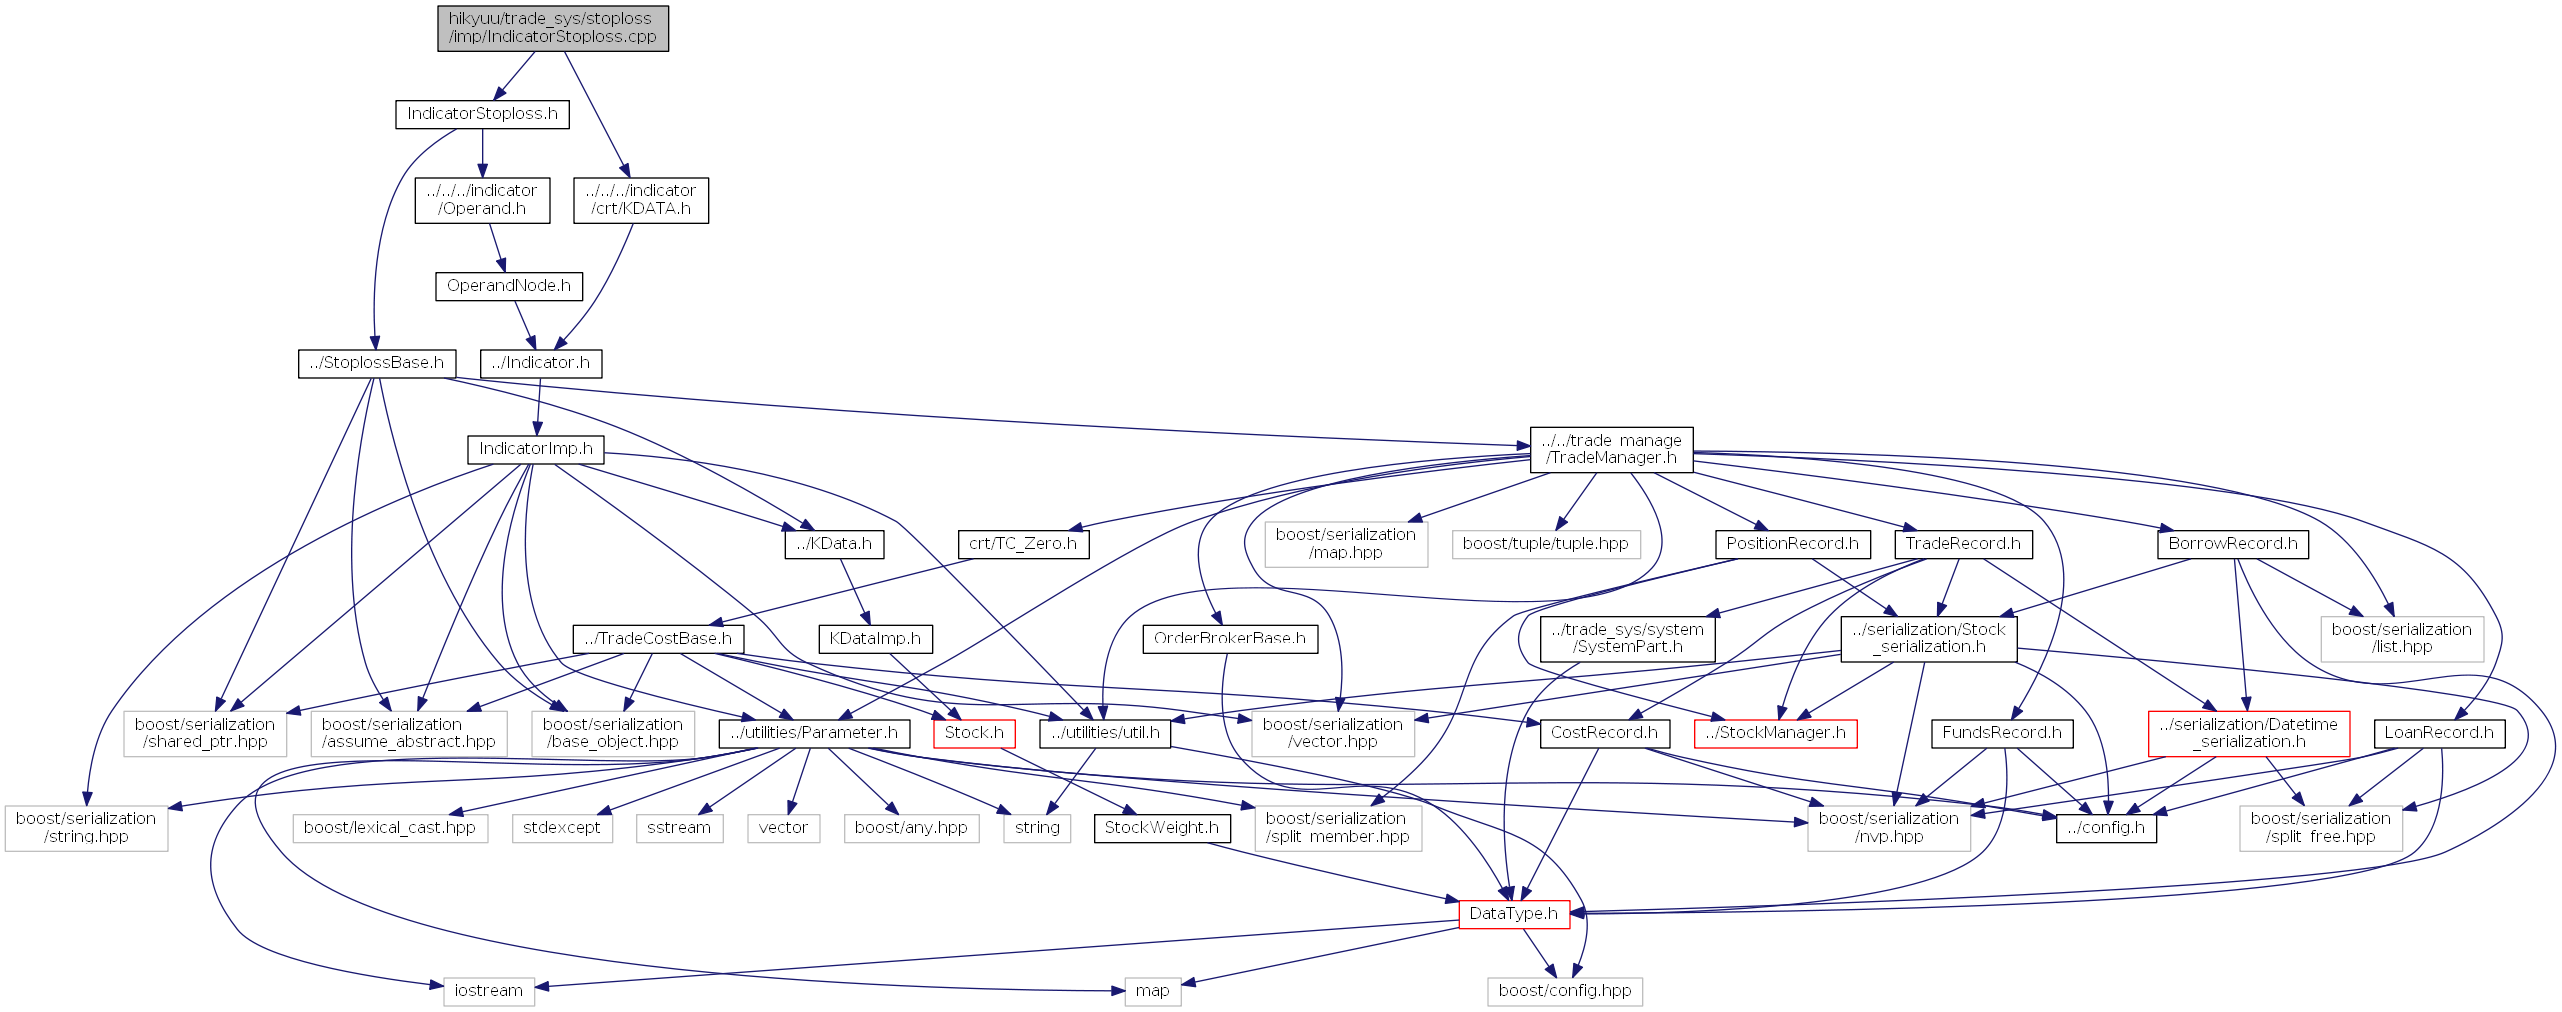 hikyuu/trade_sys/stoploss
/imp/IndicatorStoploss.cpp
IndicatorStoploss.h
../../../indicator
/Operand.h
../../../indicator
/crt/KDATA.h
OperandNode.h
../StoplossBase.h
../Indicator.h
IndicatorImp.h
../../trade_manage
/TradeManager.h
../KData.h
crt/TC_Zero.h
boost/serialization
/map.hpp
boost/tuple/tuple.hpp
PositionRecord.h
TradeRecord.h
BorrowRecord.h
../TradeCostBase.h
KDataImp.h
OrderBrokerBase.h
../trade_sys/system
/SystemPart.h
../serialization/Stock
_serialization.h
boost/serialization
/list.hpp
boost/serialization
/shared_ptr.hpp
boost/serialization
/assume_abstract.hpp
boost/serialization
/base_object.hpp
../utilities/Parameter.h
Stock.h
../utilities/util.h
boost/serialization
/vector.hpp
CostRecord.h
../StockManager.h
FundsRecord.h
../serialization/Datetime
_serialization.h
LoanRecord.h
boost/serialization
/string.hpp
boost/lexical_cast.hpp
stdexcept
sstream
vector
boost/any.hpp
string
StockWeight.h
boost/serialization
/split_member.hpp
boost/serialization
/nvp.hpp
../config.h
boost/serialization
/split_free.hpp
DataType.h
iostream
map
boost/config.hpp